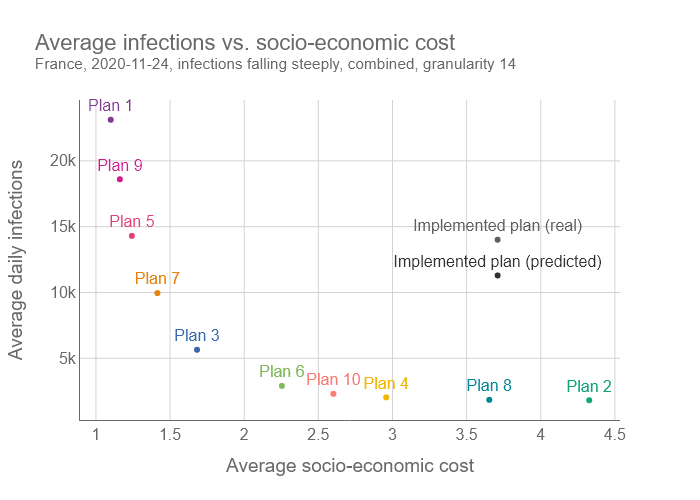 Average infections vs. socio-economic cost
France, 2020-11-24, infections falling steeply, combined, granularity 14
Average daily infections
20k
15k
10k
5k
Plan 1
Plan 9
Plan 5
Implemented plan (real)
Implemented plan (predicted)
Plan 7
Plan 3
Plan 6
Plan 10
Plan 4
Plan 8
Plan 2
1
1.5
2
2.5
3
3.5
4
4.5
Average socio-economic cost